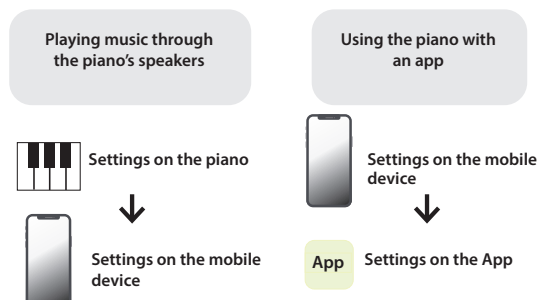 Playing music through
the piano's speakers
Settings on the piano
Settings on the mobile
device
Using the piano with
an app
Settings on the mobile
device
App
Settings on the App